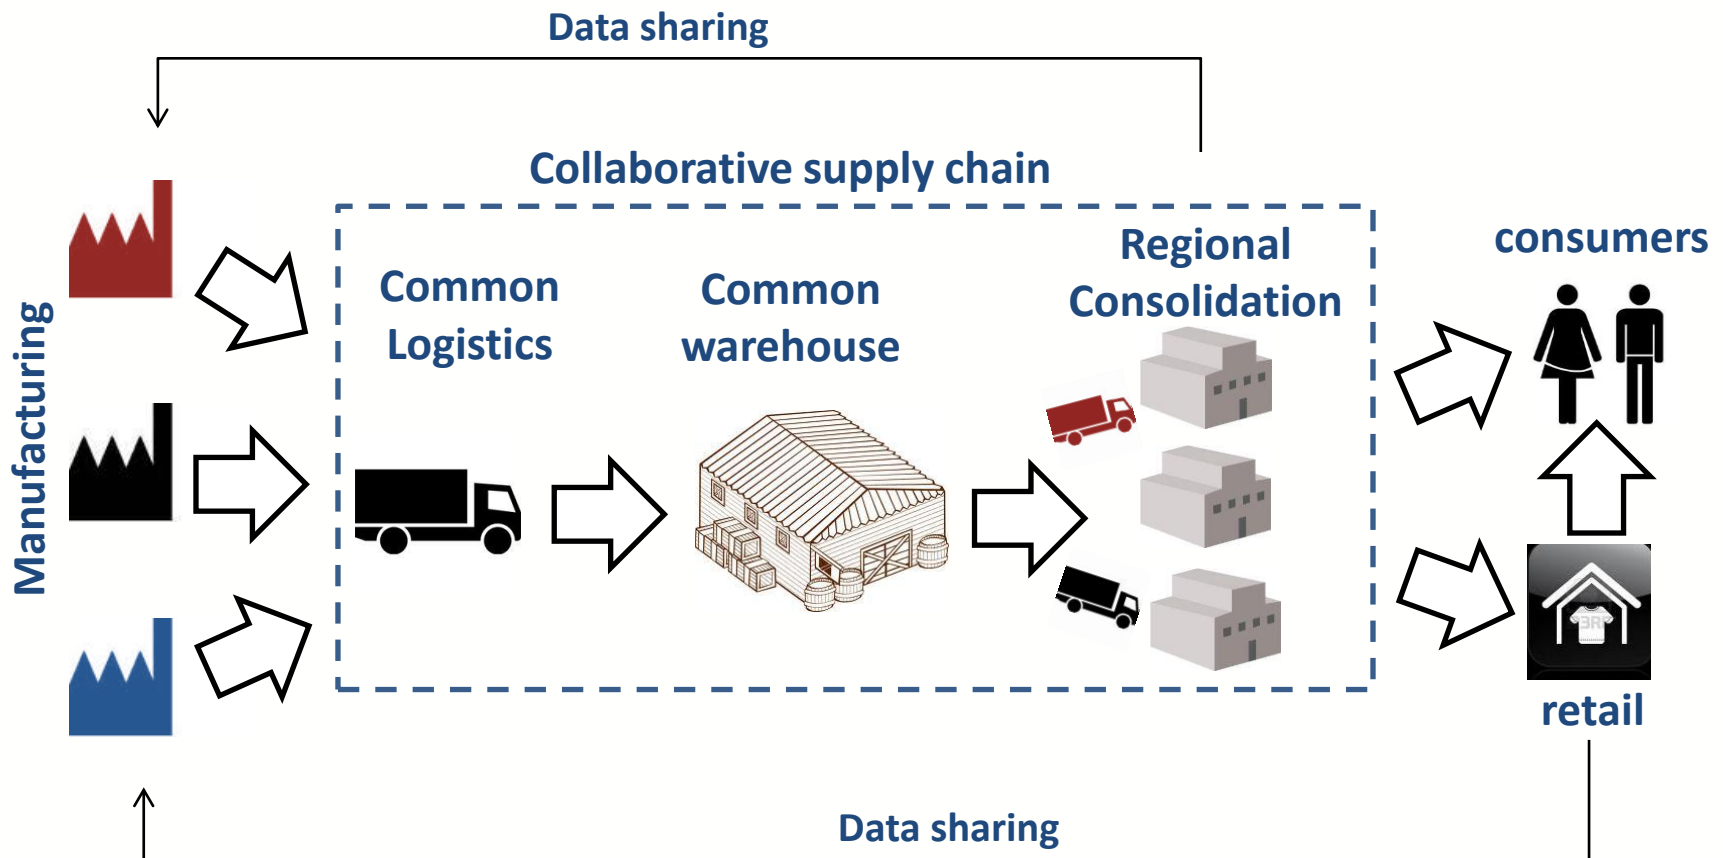 Data sharing
Collaborative supply chain
Regional
Consolidation
consumers
Common
Logistics
Common
warehouse
Manufacturing
retail
Data sharing